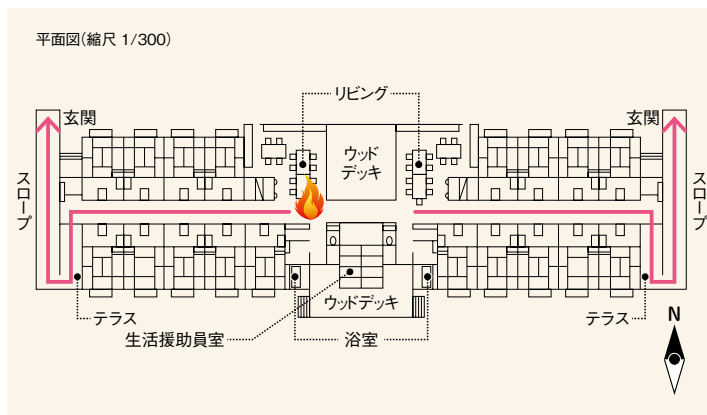 平面図(縮尺 1/300)
リビング
玄関
玄関
スロープ
ウッド
デッキ
スロープ
ウッドデッキ
テラス
生活援助員室
浴室
テラス
N